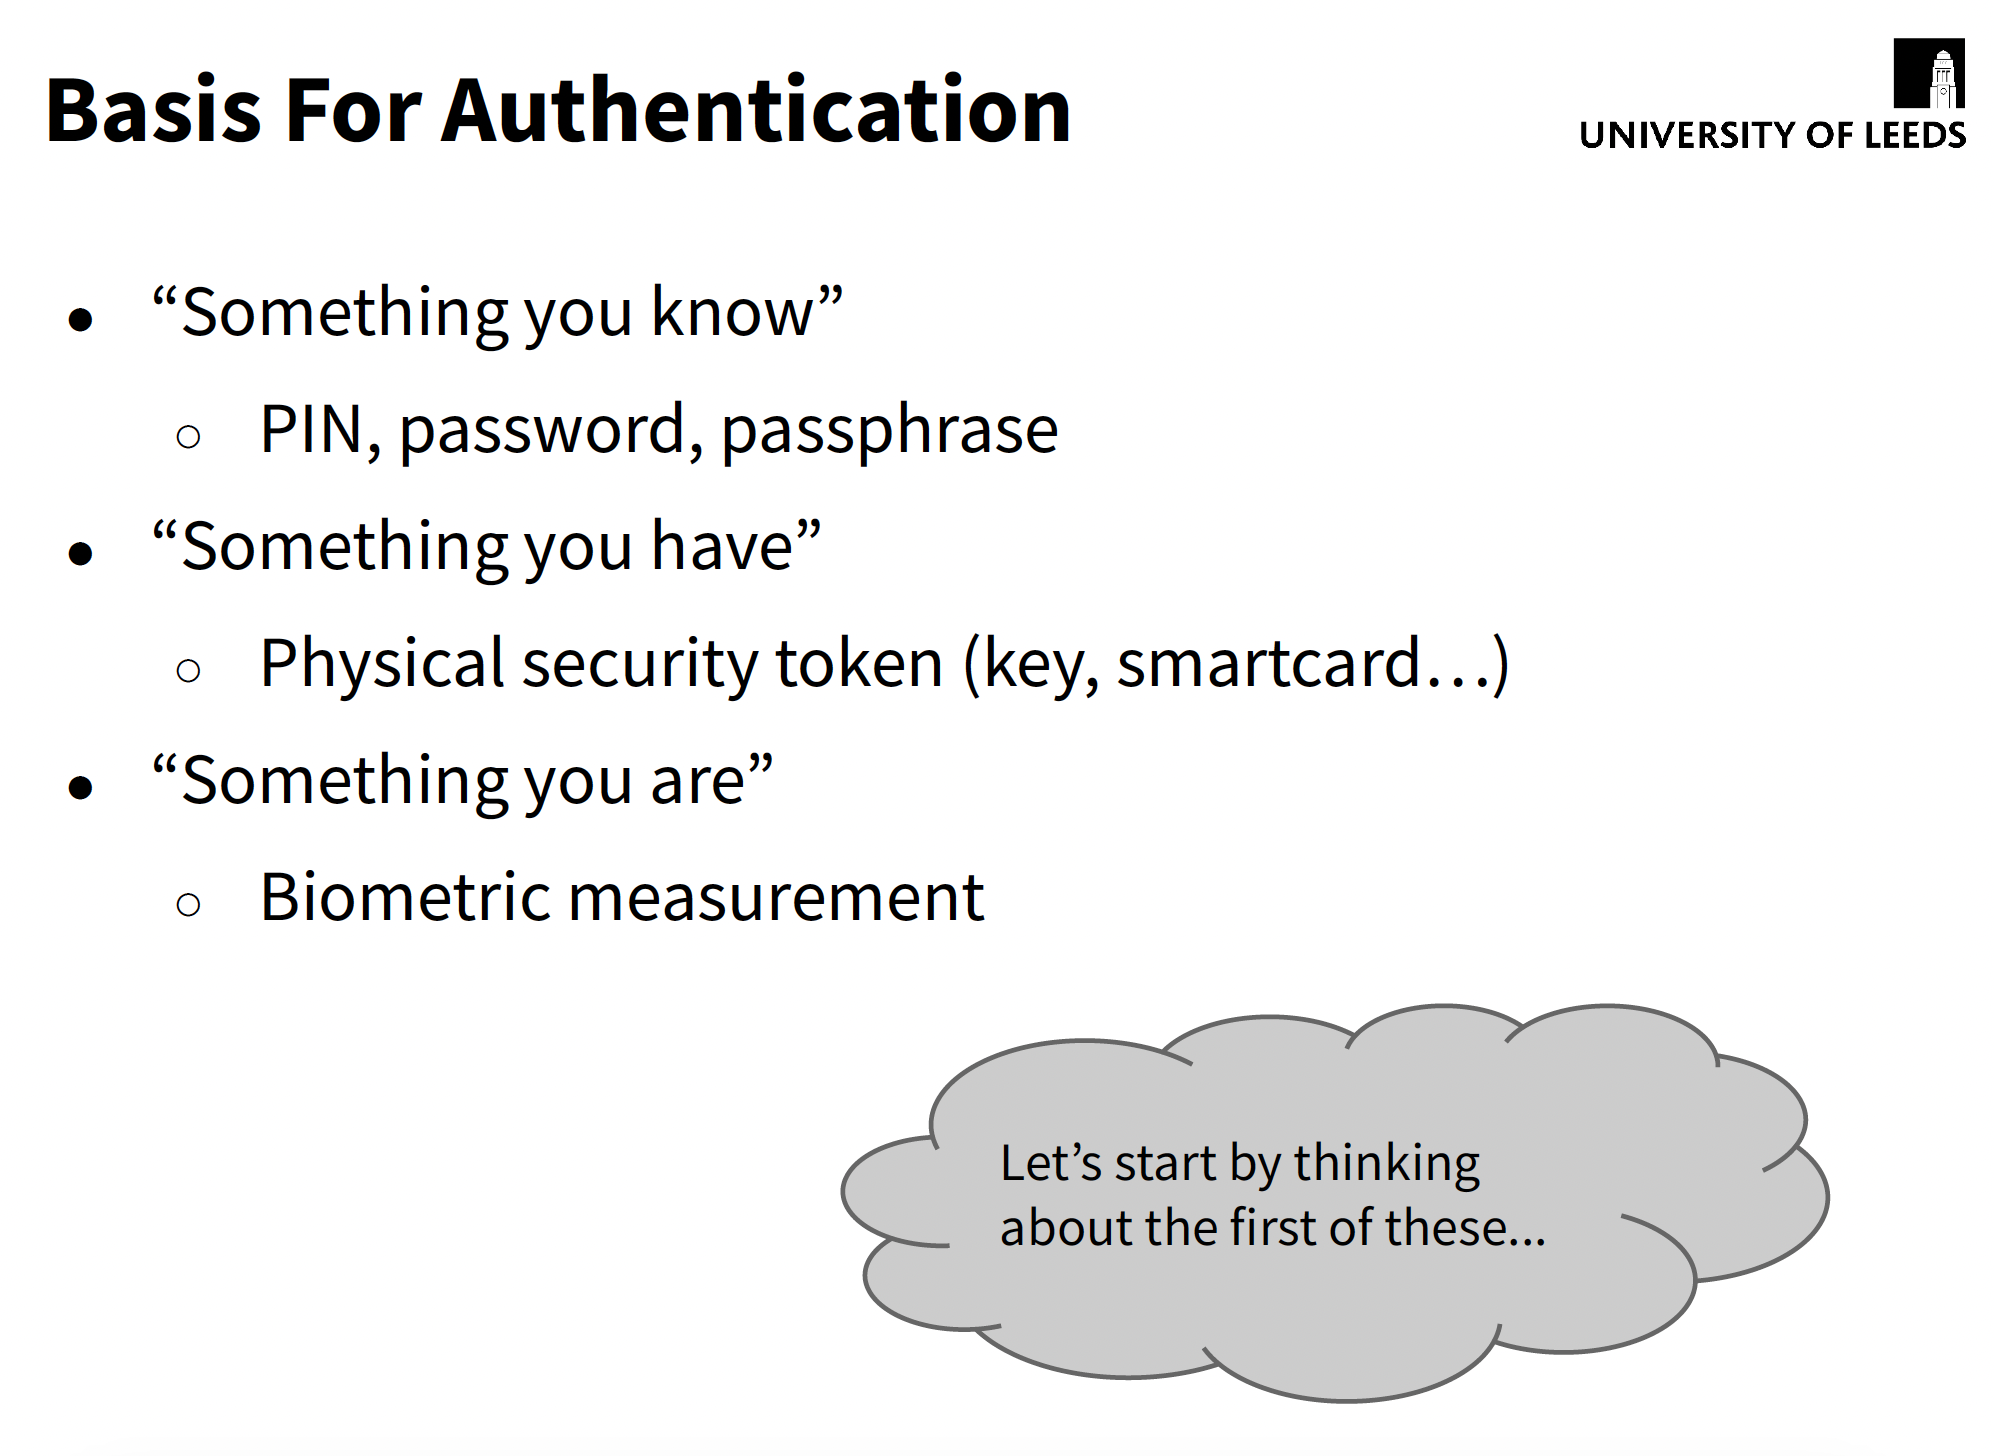 Basis For Authentication
UNIVERSITY OF LEEDS
● “Something you know”
○ PIN, password, passphrase
● “Something you have”
○ Physical security token (key, smartcard…)
● “Something you are”
○ Biometric measurement
Let’s start by thinking
about the first of these...